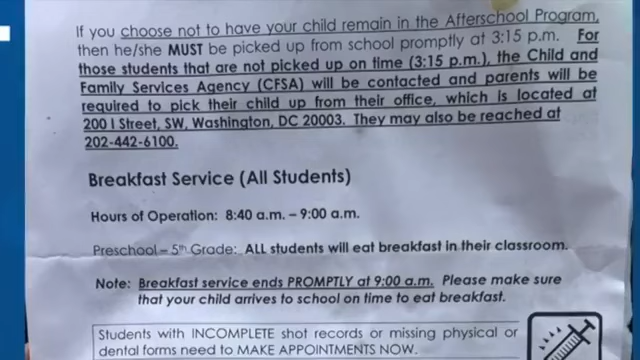 If you choose not to have your child remain in the Afterschool Program,
then he/she MUST be picked up from school promptly at 3:15 p.m. For
those students that are not picked up on time (3:15 p.m.), the Child and
Family Services Agency (CFSA) will be contacted and parents will be
required to pick their child up from their office, which is located at
200 I Street, SW, Washington, DC 20003. They may also be reached at
202-442-6100.
Breakfast Service (All Students)
Hours of Operation: 8:40 a.m. – 9:00 a.m.
Preschool – 5th Grade: ALL students will eat breakfast in their classroom.
Note: Breakfast service ends PROMPTLY at 9:00 a.m. Please make sure
that your child arrives to school on time to eat breakfast.
Students with INCOMPLETE shot records or missing physical or
dental forms need to MAKE APPOINTMENTS NOW.